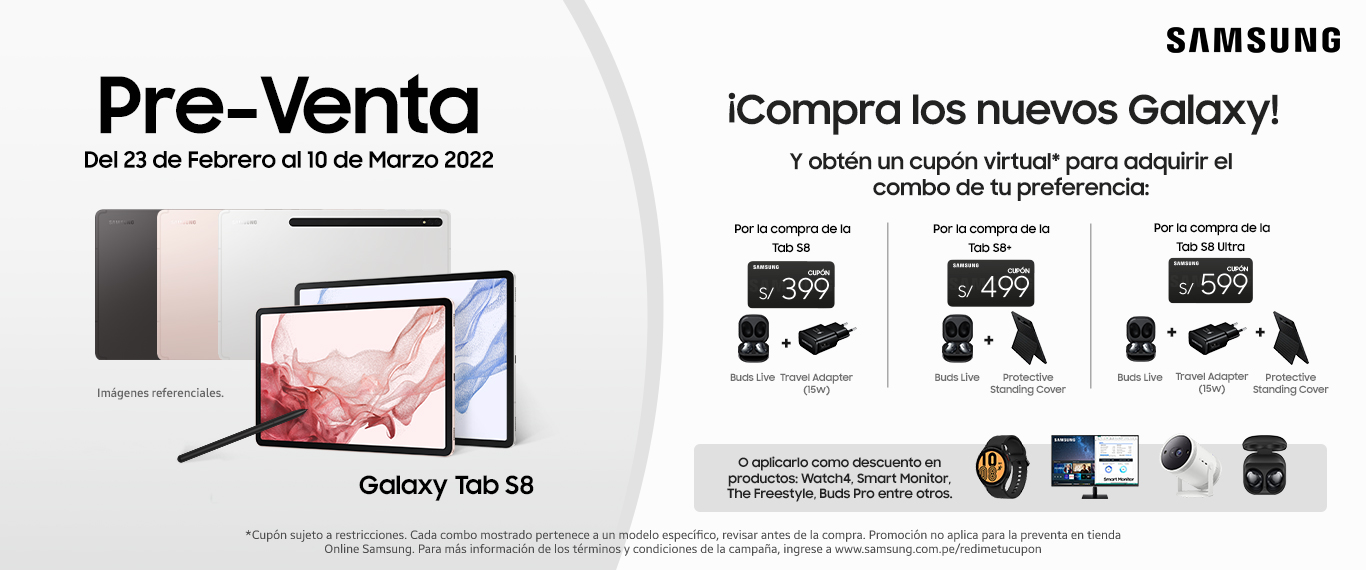 SAMSUNG
Pre-Venta
Del 23 de Febrero al 10 de Marzo 2022
SAMSUNG
SAMSUNG
Imágenes referenciales.
Galaxy Tab S8
¡Compra los nuevos Galaxy!
Y obtén un cupón virtual* para adquirir el
combo de tu preferencia:
Por la compra de la
Tab S8
SAMSUNG
CUPÓN
S/ 399
+
Buds Live
Travel Adapter
(15W)
Por la compra de la
Tab S8+
SAMSUNG
CUPÓN
S/ 499
+
Buds Live
Protective
Standing Cover
Por la compra de la
Tab S8 Ultra
SAMSUNG
CUPÓN
S/ 599
+
+
Buds Live
Travel Adapter
(15W)
Protective
Standing Cover
O aplicarlo como descuento en
productos: Watch4, Smart Monitor,
The Freestyle, Buds Pro entre otros.
10
SAMSUNG
Smart Monitor
*Cupón sujeto a restricciones. Cada combo mostrado pertenece a un modelo específico, revisar antes de la compra. Promoción no aplica para la preventa en tienda
Online Samsung. Para más información de los términos y condiciones de la campaña, ingrese a www.samsung.com.pe/redimetucupon